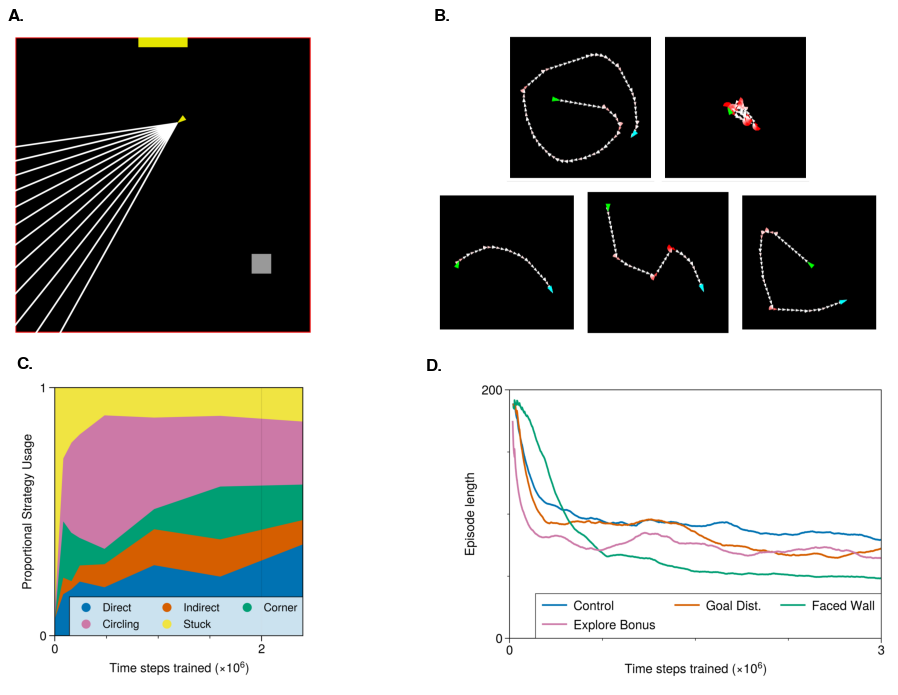 A.
B.
C.
1
Proportional Strategy Usage
Direct Indirect Corner
Circling Stuck
0
0 2
Time steps trained (×10⁶)
D.
200
Episode length
Control Goal Dist. Faced Wall
Explore Bonus
0
0 3
Time steps trained (×10⁶)